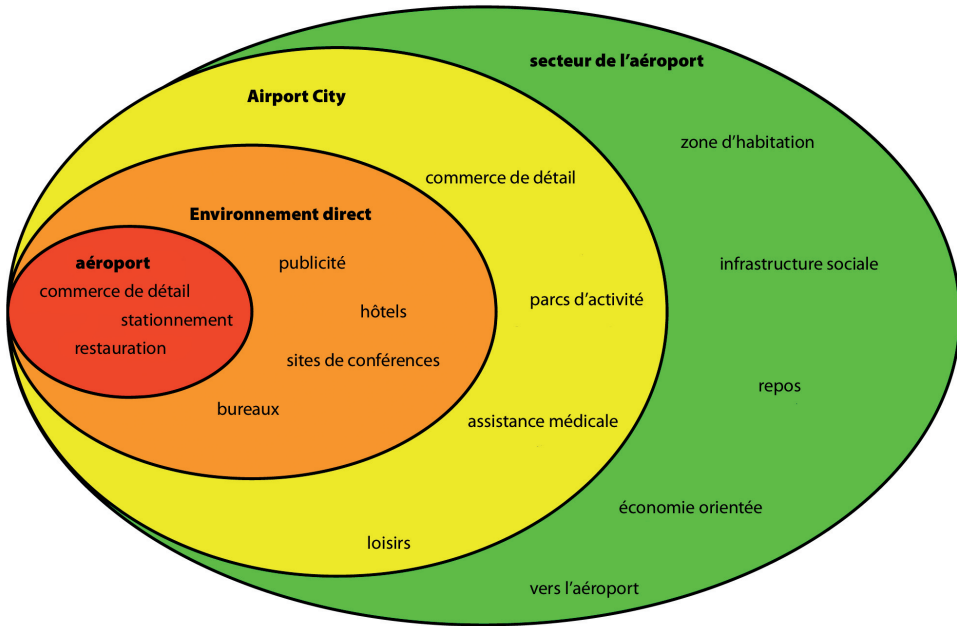 secteur de l’aéroport
Airport City
zone d’habitation
commerce de détail
Environnement direct
aéroport
publicité
infrastructure sociale
commerce de détail
parcs d’activité
hôtels
stationnement
restauration
sites de conférences
repos
bureaux
assistance médicale
économie orientée
loisirs
vers l’aéroport